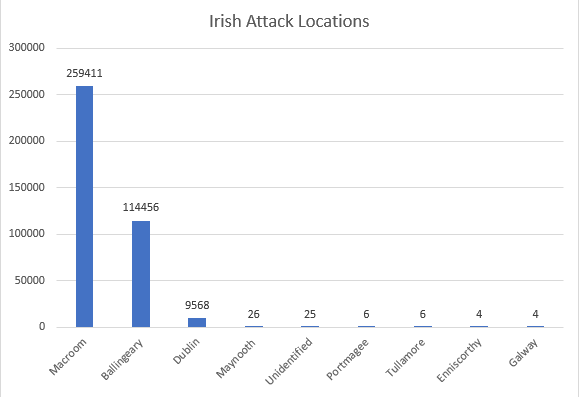 Irish Attack Locations
300000
250000
200000
150000
100000
50000
0
259411
114456
9568
26
25
6
6
4
4
Macroom
Ballingeary
Dublin
Maynooth
Unidentified
Portmagee
Tullamore
Enniscorthy
Galway